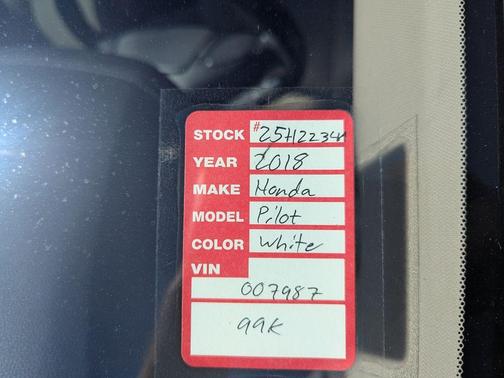 STOCK #25H2234A
YEAR 2018
MAKE Honda
MODEL Pilot
COLOR White
VIN
007987
99K